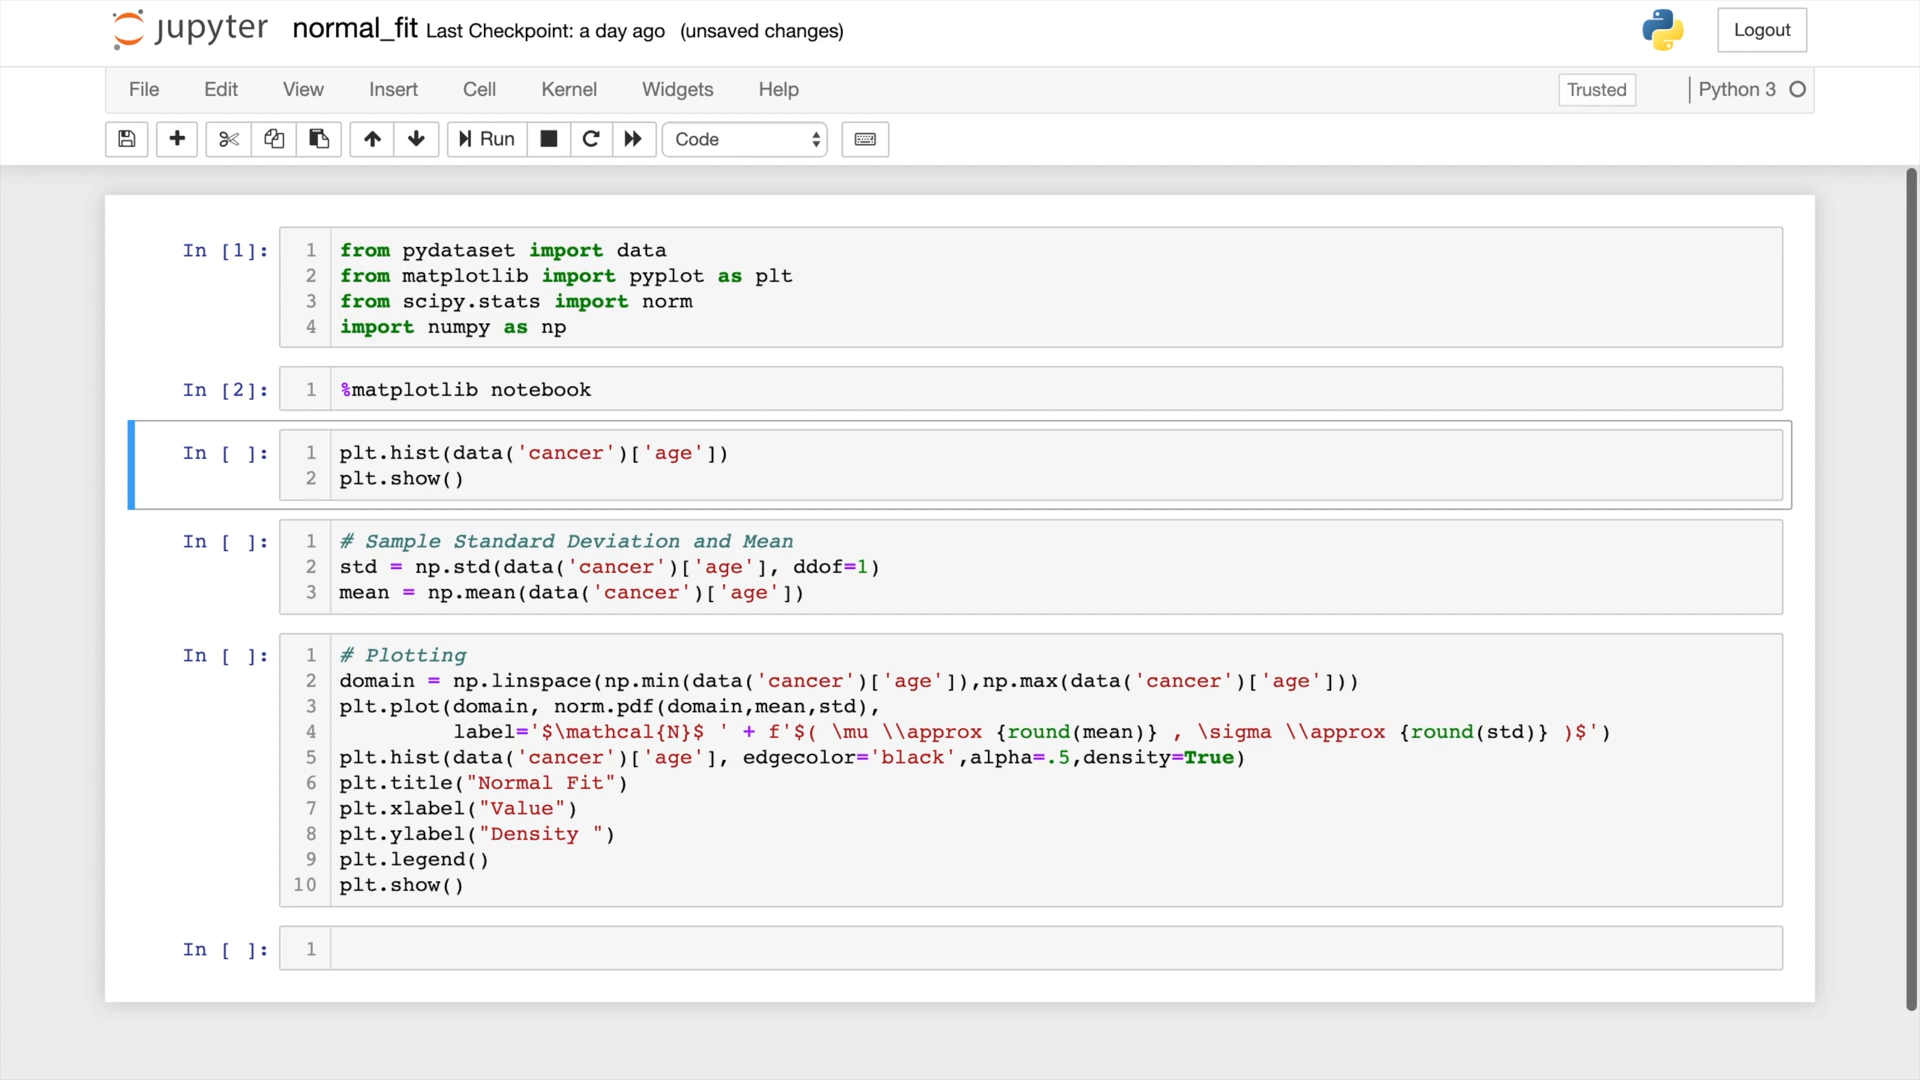 jupyter normal_fit Last Checkpoint: a day ago (unsaved changes) Logout
File Edit View Insert Cell Kernel Widgets Help Trusted Python 3
Run Code
In [1]:
1 from pydataset import data
2 from matplotlib import pyplot as plt
3 from scipy.stats import norm
4 import numpy as np
In [2]:
1 %matplotlib notebook
In [ ]:
1 plt.hist(data('cancer')['age'])
2 plt.show()
In [ ]:
1 # Sample Standard Deviation and Mean
2 std = np.std(data('cancer')['age'], ddof=1)
3 mean = np.mean(data('cancer')['age'])
In [ ]:
1 # Plotting
2 domain = np.linspace(np.min(data('cancer')['age']),np.max(data('cancer')['age']))
3 plt.plot(domain, norm.pdf(domain,mean,std),
4 label='$\mathcal{N}$ ' + f'$( \mu \\approx {round(mean)} , \sigma \\approx {round(std)} )$')
5 plt.hist(data('cancer')['age'], edgecolor='black',alpha=.5,density=True)
6 plt.title("Normal Fit")
7 plt.xlabel("Value")
8 plt.ylabel("Density ")
9 plt.legend()
10 plt.show()
In [ ]:
1